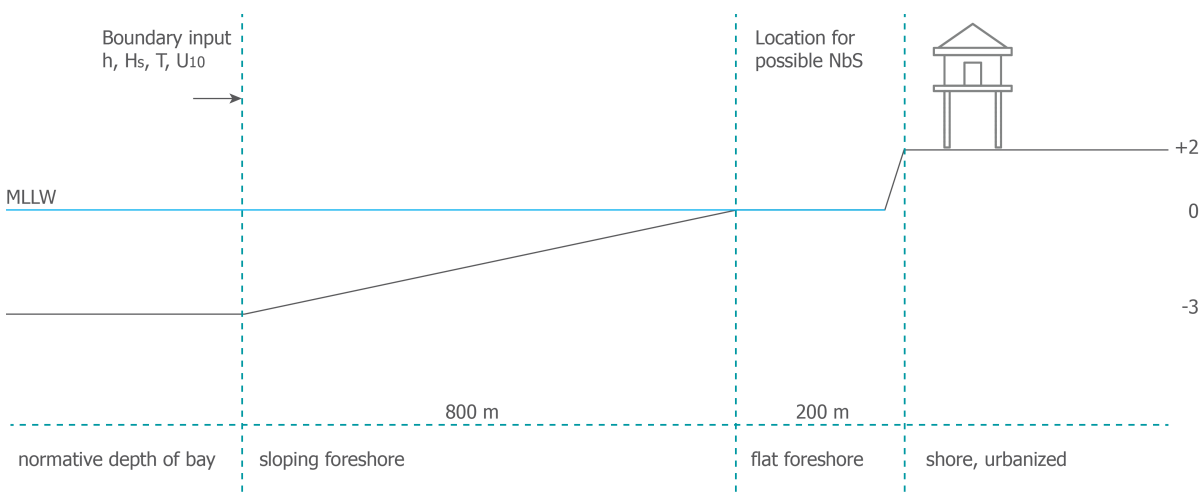 Boundary input
h, Hs, T, U10
Location for
possible NbS
+2
MLLW
0
-3
800 m
200 m
normative depth of bay
sloping foreshore
flat foreshore
shore, urbanized